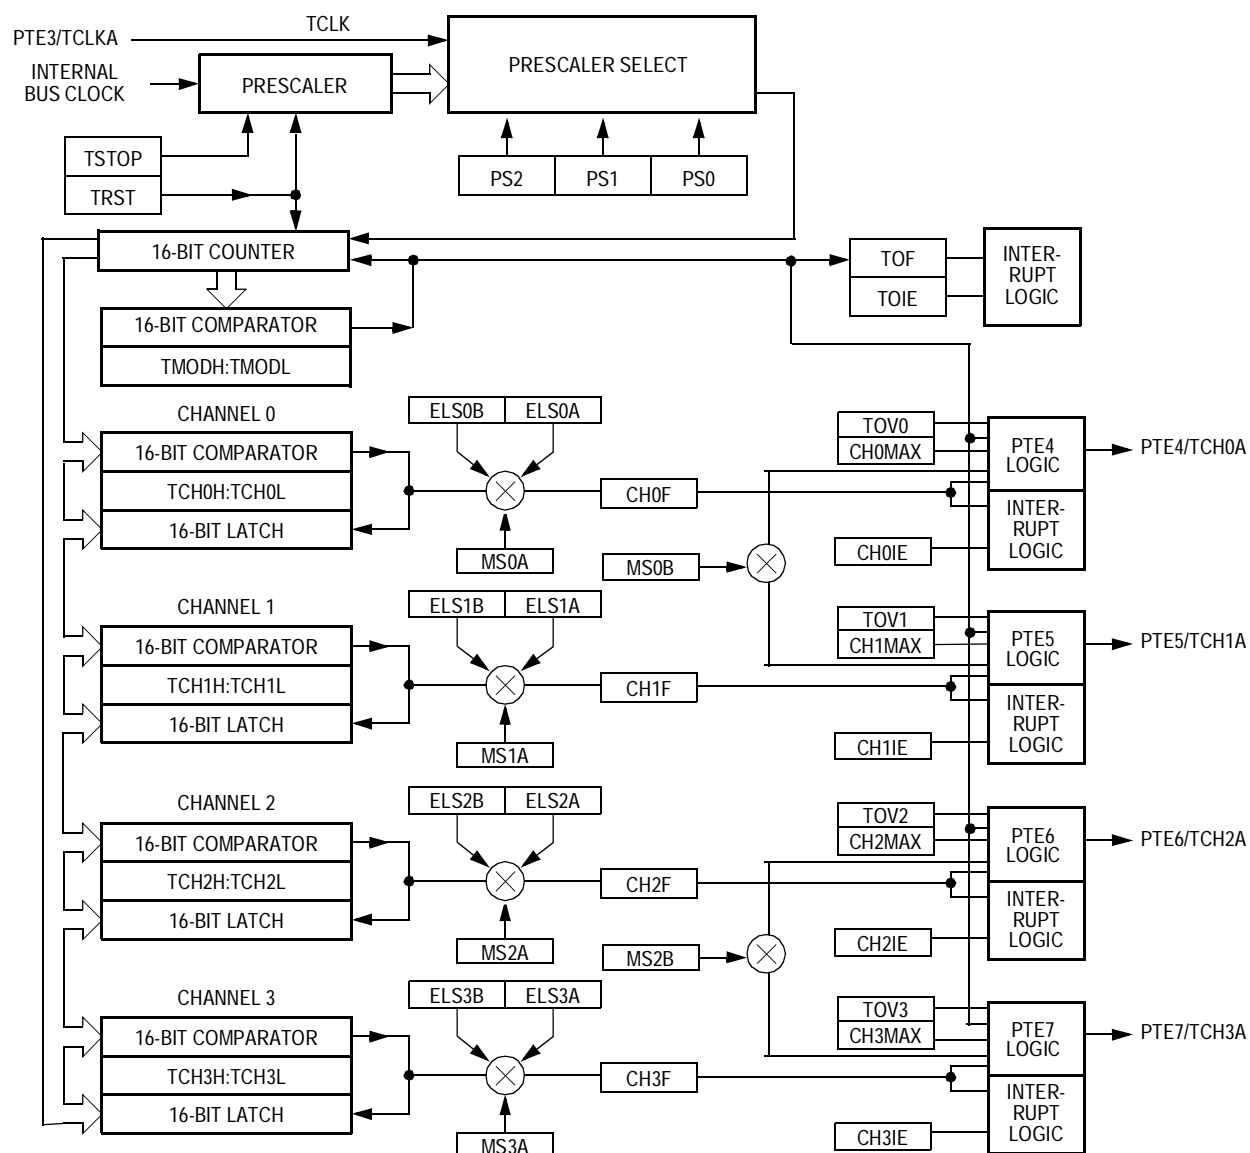 PTE3/TCLKA
TCLK
PRESCALER SELECT
INTERNAL
BUS CLOCK
PRESCALER
TSTOP
TRST
PS2 PS1 PS0
16-BIT COUNTER
TOF
TOIE
INTER-
RUPT
LOGIC
16-BIT COMPARATOR
TMODH:TMODL
CHANNEL 0
ELS0B ELS0A
16-BIT COMPARATOR
TCH0H:TCH0L
16-BIT LATCH
MS0A
CH0F
MS0B
TOV0
CH0MAX
PTE4
LOGIC
PTE4/TCH0A
INTER-
RUPT
LOGIC
CH0IE
CHANNEL 1
ELS1B ELS1A
16-BIT COMPARATOR
TCH1H:TCH1L
16-BIT LATCH
MS1A
CH1F
TOV1
CH1MAX
PTE5
LOGIC
PTE5/TCH1A
INTER-
RUPT
LOGIC
CH1IE
CHANNEL 2
ELS2B ELS2A
16-BIT COMPARATOR
TCH2H:TCH2L
16-BIT LATCH
MS2A
CH2F
MS2B
TOV2
CH2MAX
PTE6
LOGIC
PTE6/TCH2A
INTER-
RUPT
LOGIC
CH2IE
CHANNEL 3
ELS3B ELS3A
16-BIT COMPARATOR
TCH3H:TCH3L
16-BIT LATCH
MS3A
CH3F
TOV3
CH3MAX
PTE7
LOGIC
PTE7/TCH3A
INTER-
RUPT
LOGIC
CH3IE